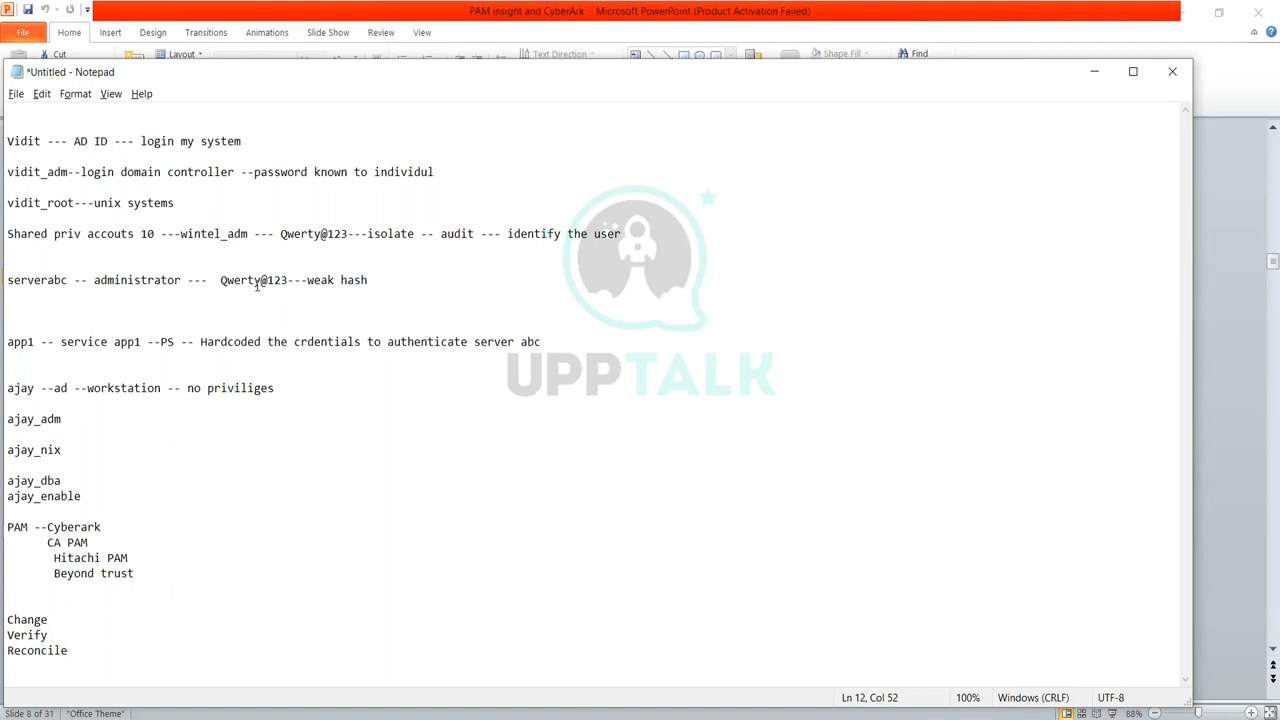 PAM insight and CyberArk - Microsoft PowerPoint (Product Activation Failed)
File Home Insert Design Transitions Animations Slide Show Review View
Cut Layout Text Direction Shape Fill Find
*Untitled - Notepad
File Edit Format View Help
Vidit --- AD ID --- login my system
vidit_adm--login domain controller --password known to individul
vidit_root---unix systems
Shared priv accouts 10 ---wintel_adm --- Qwerty@123---isolate -- audit --- identify the user
serverabc -- administrator --- Qwerty@123---weak hash
app1 -- service app1 --PS -- Hardcoded the crdentials to authenticate server abc
ajay --ad --workstation -- no priviliges
ajay_adm
ajay_nix
ajay_dba
ajay_enable
PAM --Cyberark
CA PAM
Hitachi PAM
Beyond trust
Change
Verify
Reconcile
UPPTALK
Ln 12, Col 52 100% Windows (CRLF) UTF-8
Slide 8 of 31 "Office Theme" 88%